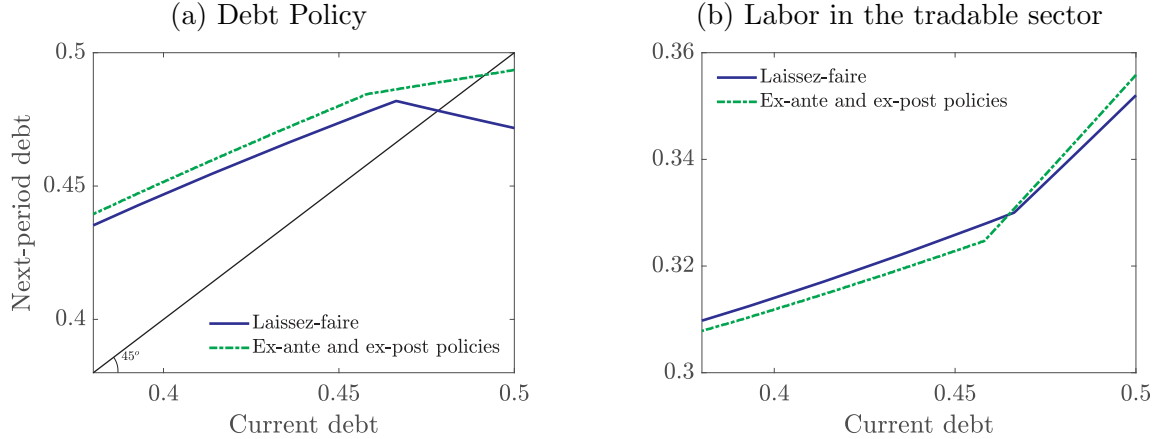 (a) Debt Policy
0.5
0.45
0.4
Next-period debt
Laissez-faire
Ex-ante and ex-post policies
45°
0.4
0.45
0.5
Current debt
(b) Labor in the tradable sector
0.36
0.34
0.32
0.3
Laissez-faire
Ex-ante and ex-post policies
0.4
0.45
0.5
Current debt